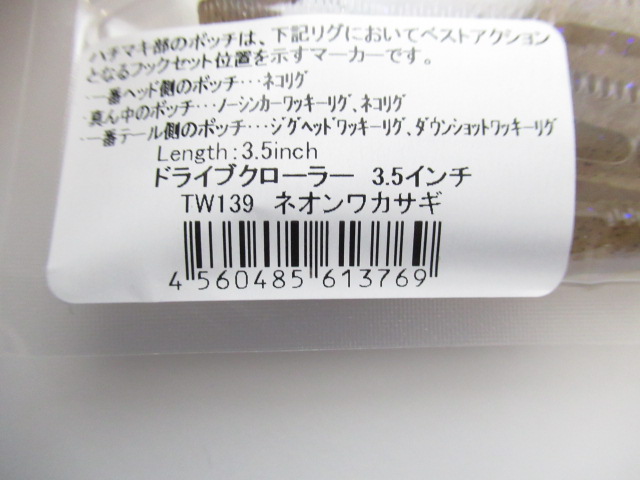 ハチマキ部のポッチは、下記リグにおいてベストアクション
となるフックセット位置を示すマーカーです。
一番ヘッド側のポッチ･･･ネコリグ
真ん中のポッチ･･･ノーシンカーワッキーリグ、ネコリグ
一番テール側のポッチ･･･ジグヘッドワッキーリグ、ダウンショットワッキーリグ
Length:3.5inch
ドライブクローラー 3.5インチ
TW139 ネオンワカサギ
4 560485 613769